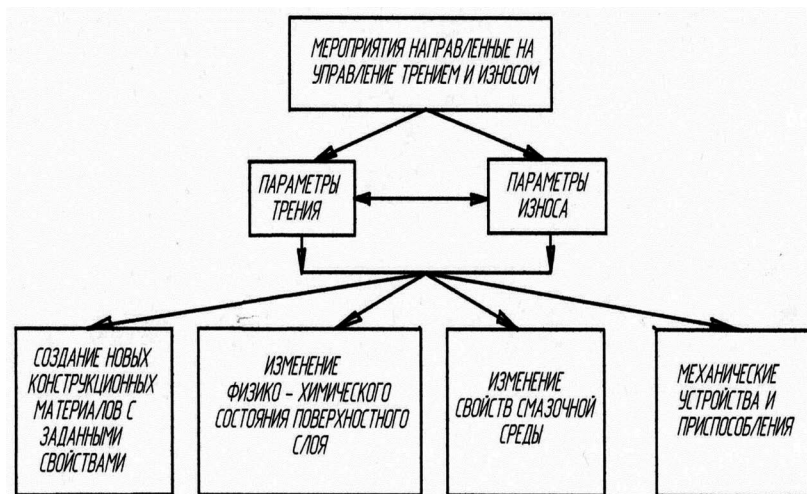 МЕРОПРИЯТИЯ НАПРАВЛЕННЫЕ НА
УПРАВЛЕНИЕ ТРЕНИЕМ И ИЗНОСОМ
ПАРАМЕТРЫ
ТРЕНИЯ
ПАРАМЕТРЫ
ИЗНОСА
СОЗДАНИЕ НОВЫХ
КОНСТРУКЦИОННЫХ
МАТЕРИАЛОВ С
ЗАДАННЫМИ
СВОЙСТВАМИ
ИЗМЕНЕНИЕ
ФИЗИКО - ХИМИЧЕСКОГО
СОСТОЯНИЯ ПОВЕРХНОСТНОГО
СЛОЯ
ИЗМЕНЕНИЕ
СВОЙСТВ СМАЗОЧНОЙ
СРЕДЫ
МЕХАНИЧЕСКИЕ
УСТРОЙСТВА И
ПРИСПОСОБЛЕНИЯ